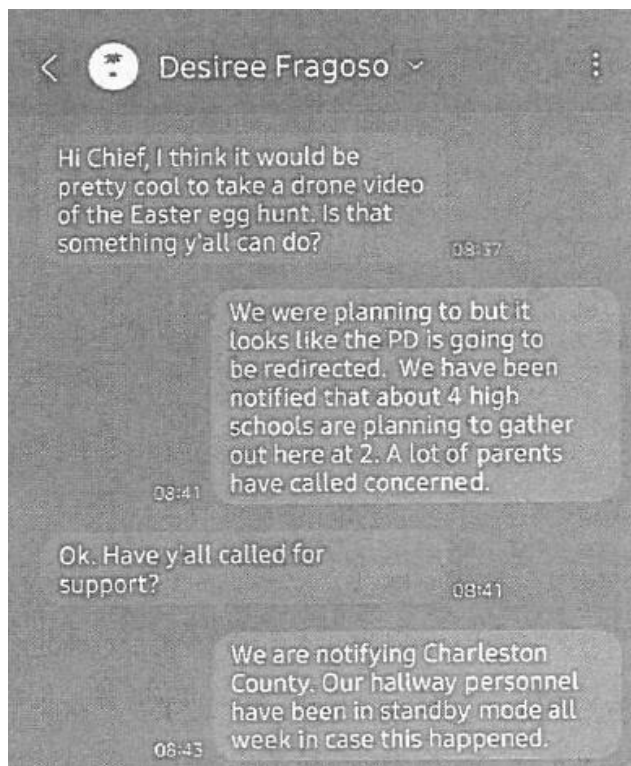 Desiree Fragoso
Hi Chief, I think it would be
pretty cool to take a drone video
of the Easter egg hunt. Is that
something y'all can do?
08:37
We were planning to but it
looks like the PD is going to
be redirected. We have been
notified that about 4 high
schools are planning to gather
out here at 2. A lot of parents
have called concerned.
08:41
Ok. Have y'all called for
support?
08:41
We are notifying Charleston
County. Our hallway personnel
have been in standby mode all
week in case this happened.
08:43